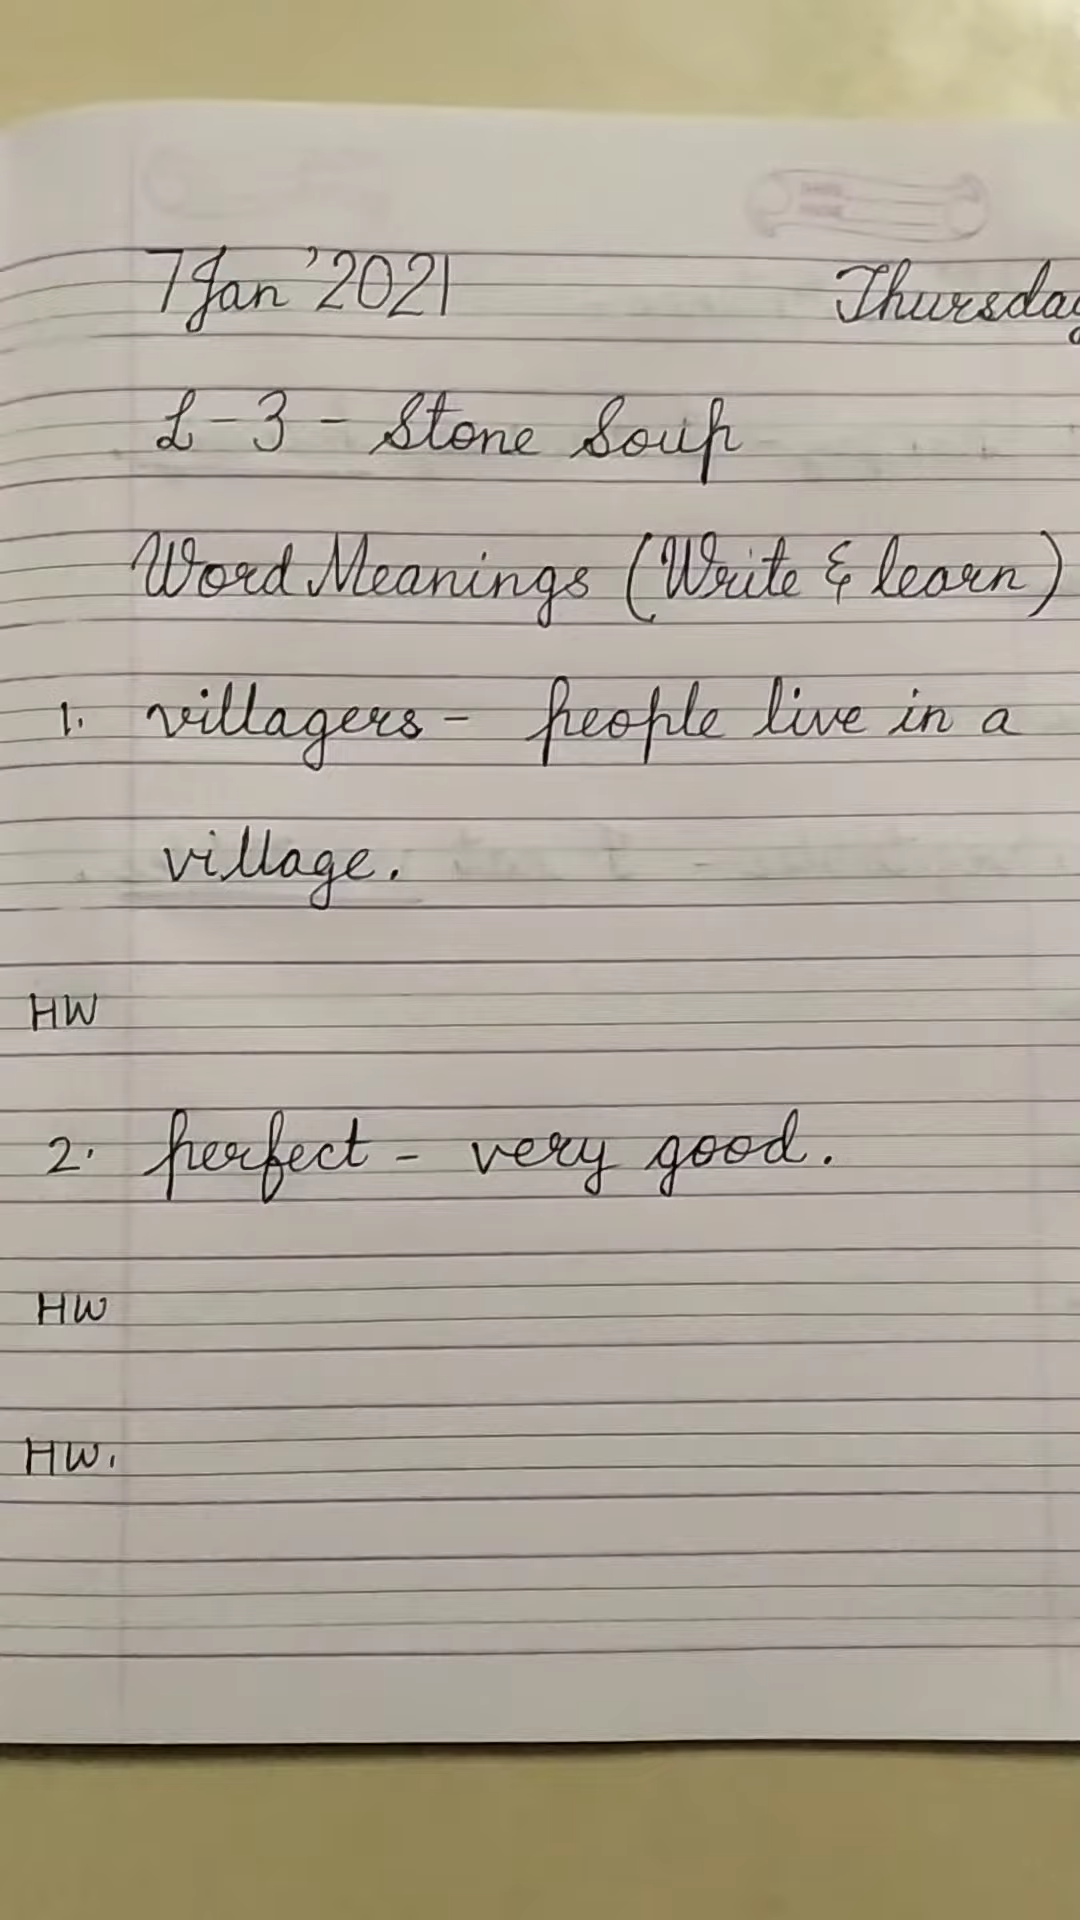 7 Jan '2021 Thursday
L-3 - Stone Soup
Word Meanings (Write & learn)
1. villagers - people live in a
village.
HW
2. perfect - very good.
HW
HW.